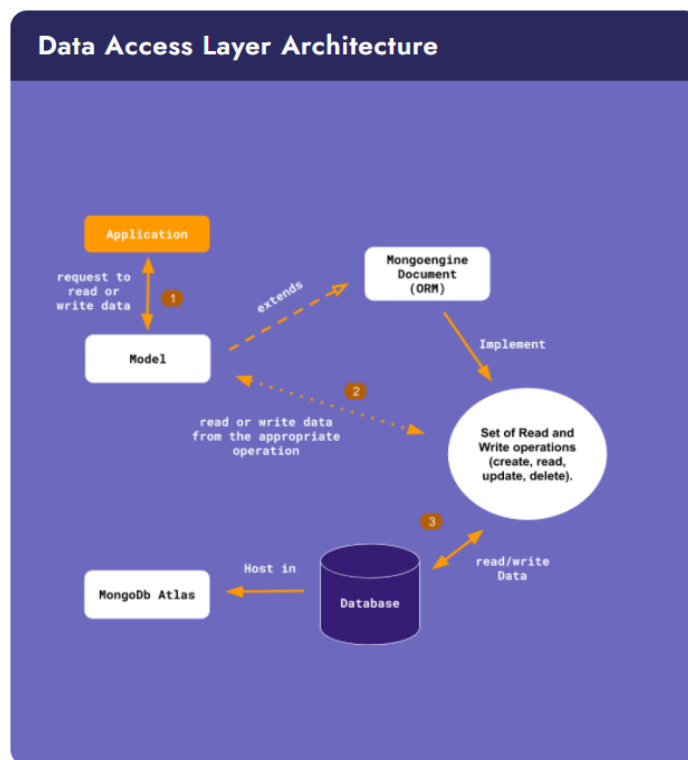 Data Access Layer Architecture
Application
request to
read or
write data
1
Model
extends
Mongoengine
Document
(ORM)
Implement
2
read or write data
from the appropriate
operation
Set of Read and
Write operations
(create, read,
update, delete).
3
read/write
Data
Host in
Database
MongoDb Atlas